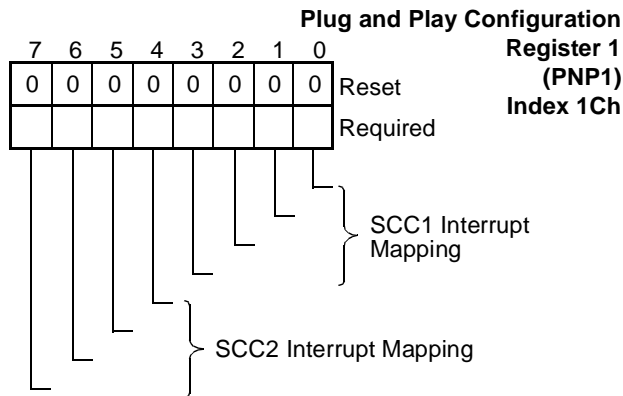 Plug and Play Configuration
Register 1
(PNP1)
Index 1Ch
7 6 5 4 3 2 1 0
0 0 0 0 0 0 0 0 Reset
Required
SCC1 Interrupt
Mapping
SCC2 Interrupt Mapping